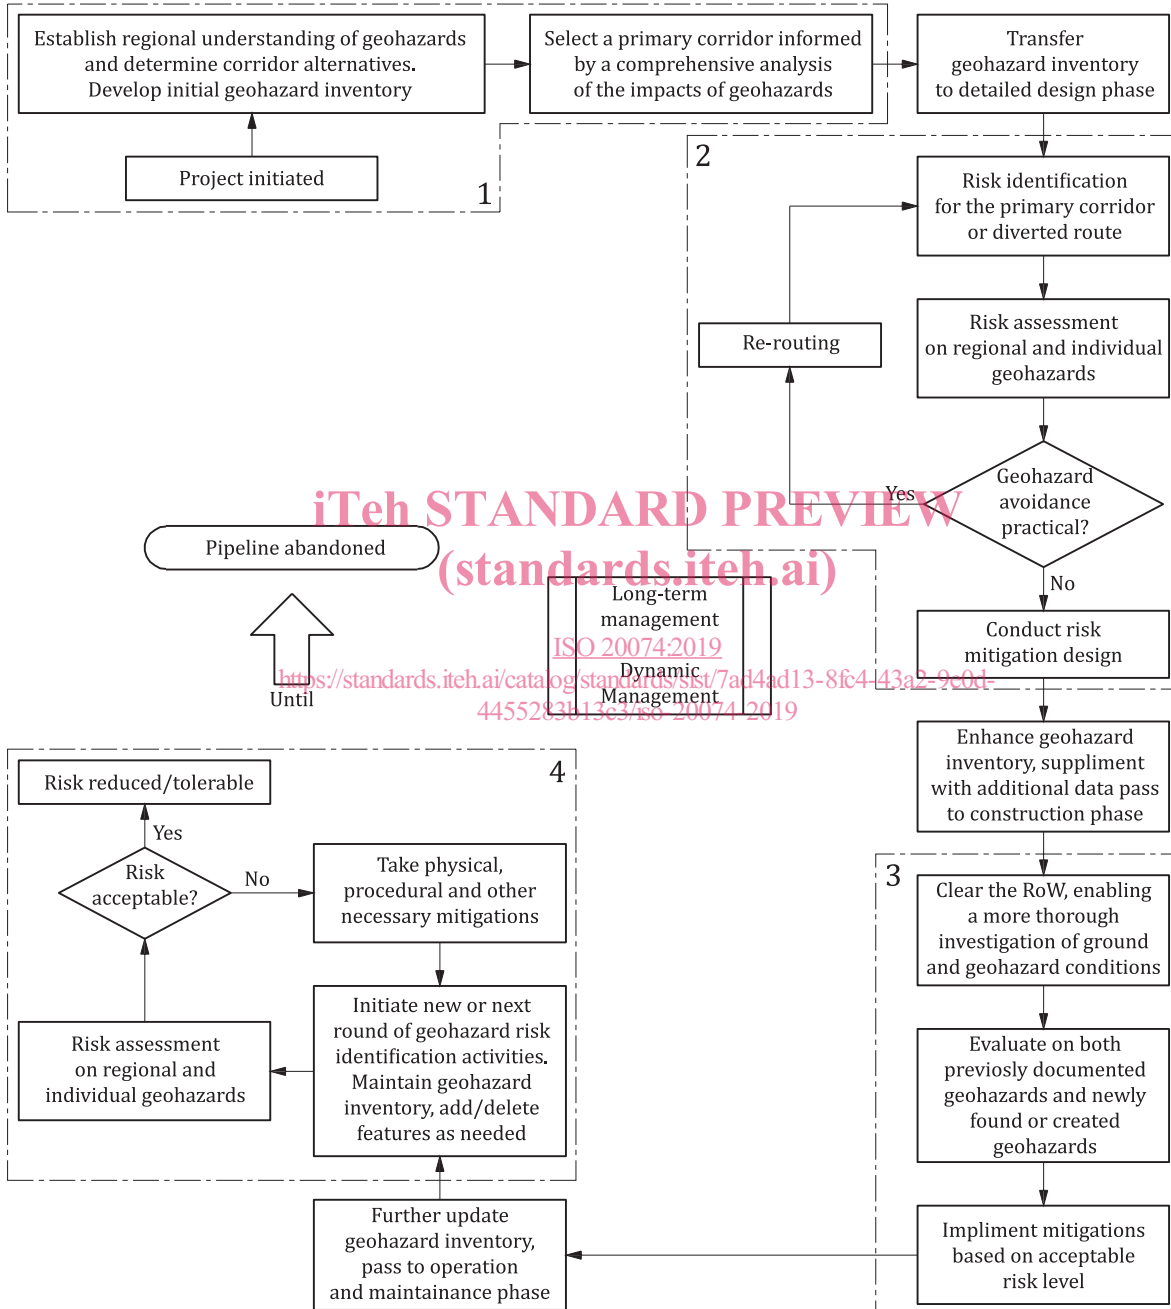 Establish regional understanding of geohazards
and determine corridor alternatives.
Develop initial geohazard inventory
Select a primary corridor informed
by a comprehensive analysis
of the impacts of geohazards
Transfer
geohazard inventory
to detailed design phase
Project initiated
1
2
Risk identification
for the primary corridor
or diverted route
Re-routing
Risk assessment
on regional and individual
geohazards
Geohazard
avoidance
practical?
Yes
No
iTeh STANDARD PREVIEW
(standards.iteh.ai)
Pipeline abandoned
Until
Long-term
management
Dynamic
Management
ISO 20074:2019
https://standards.iteh.ai/catalog/standards/sist/7ad4ad13-8fc4-43a2-9e0d-
4455283b13c3/iso-20074-2019
Conduct risk
mitigation design
Enhance geohazard
inventory, suppliment
with additional data pass
to construction phase
3
Clear the RoW, enabling
a more thorough
investigation of ground
and geohazard conditions
Evaluate on both
previosly documented
geohazards and newly
found or created
geohazards
Impliment mitigations
based on acceptable
risk level
Further update
geohazard inventory,
pass to operation
and maintainance phase
4
Initiate new or next
round of geohazard risk
identification activities.
Maintain geohazard
inventory, add/delete
features as needed
Risk assessment
on regional and
individual geohazards
Risk
acceptable?
Yes
No
Risk reduced/tolerable
Take physical,
procedural and other
necessary mitigations